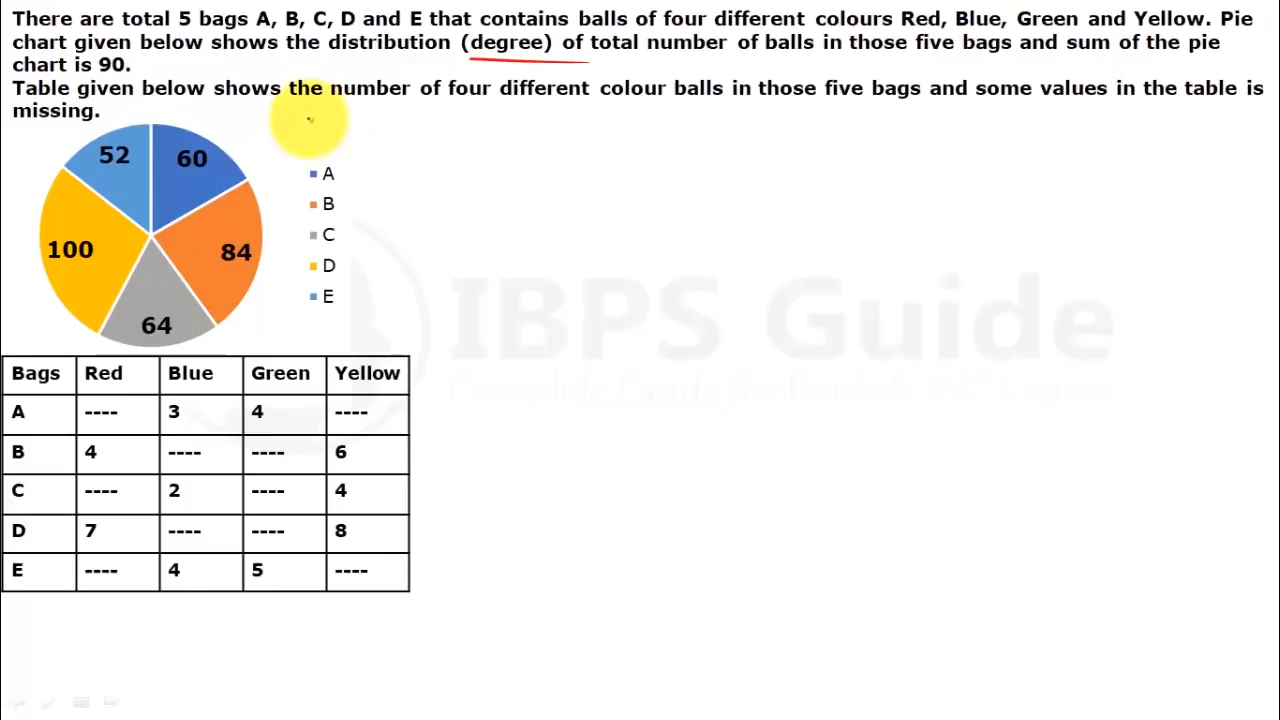 There are total 5 bags A, B, C, D and E that contains balls of four different colours Red, Blue, Green and Yellow. Pie
chart given below shows the distribution (degree) of total number of balls in those five bags and sum of the pie
chart is 90.
Table given below shows the number of four different colour balls in those five bags and some values in the table is
missing.
52 60
100 84
64
A
B
C
D
E
IBPS Guide
Bags Red Blue Green Yellow
A ---- 3 4 ----
B 4 ---- ---- 6
C ---- 2 ---- 4
D 7 ---- ---- 8
E ---- 4 5 ----